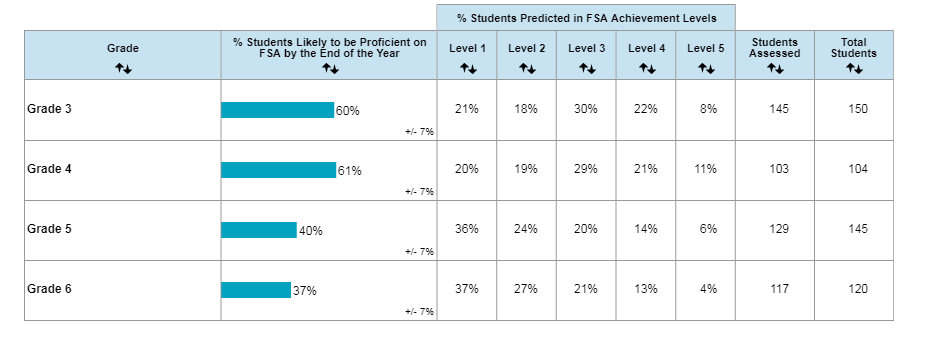 % Students Predicted in FSA Achievement Levels
Grade
% Students Likely to be Proficient on
FSA by the End of the Year
Level 1
Level 2
Level 3
Level 4
Level 5
Students
Assessed
Total
Students
Grade 3
60%
+/- 7%
21%
18%
30%
22%
8%
145
150
Grade 4
61%
+/- 7%
20%
19%
29%
21%
11%
103
104
Grade 5
40%
+/- 7%
36%
24%
20%
14%
6%
129
145
Grade 6
37%
+/- 7%
37%
27%
21%
13%
4%
117
120